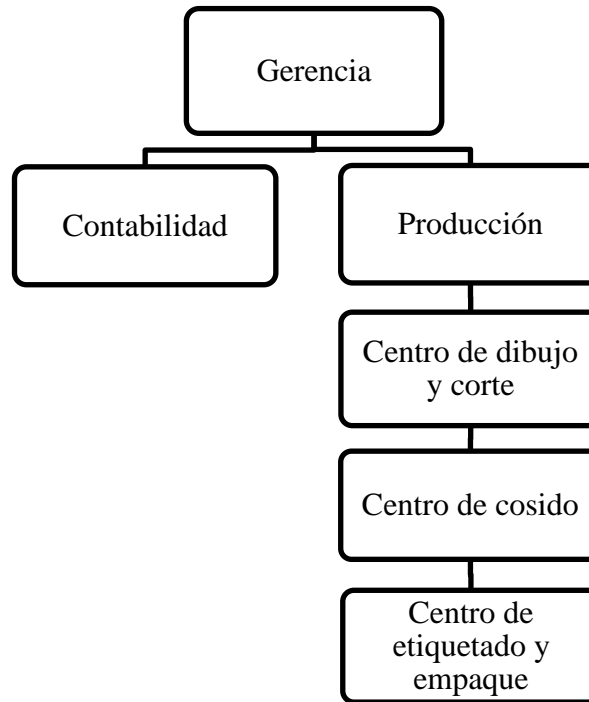 Gerencia
Contabilidad
Producción
Centro de dibujo
y corte
Centro de cosido
Centro de
etiquetado y
empaque